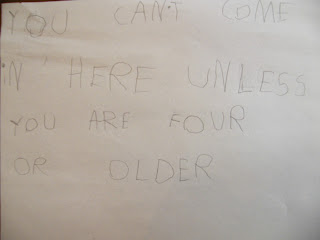 YOU CAN'T COME
iN HERE UNLESS
YOU ARE FOUR
OR OLDER